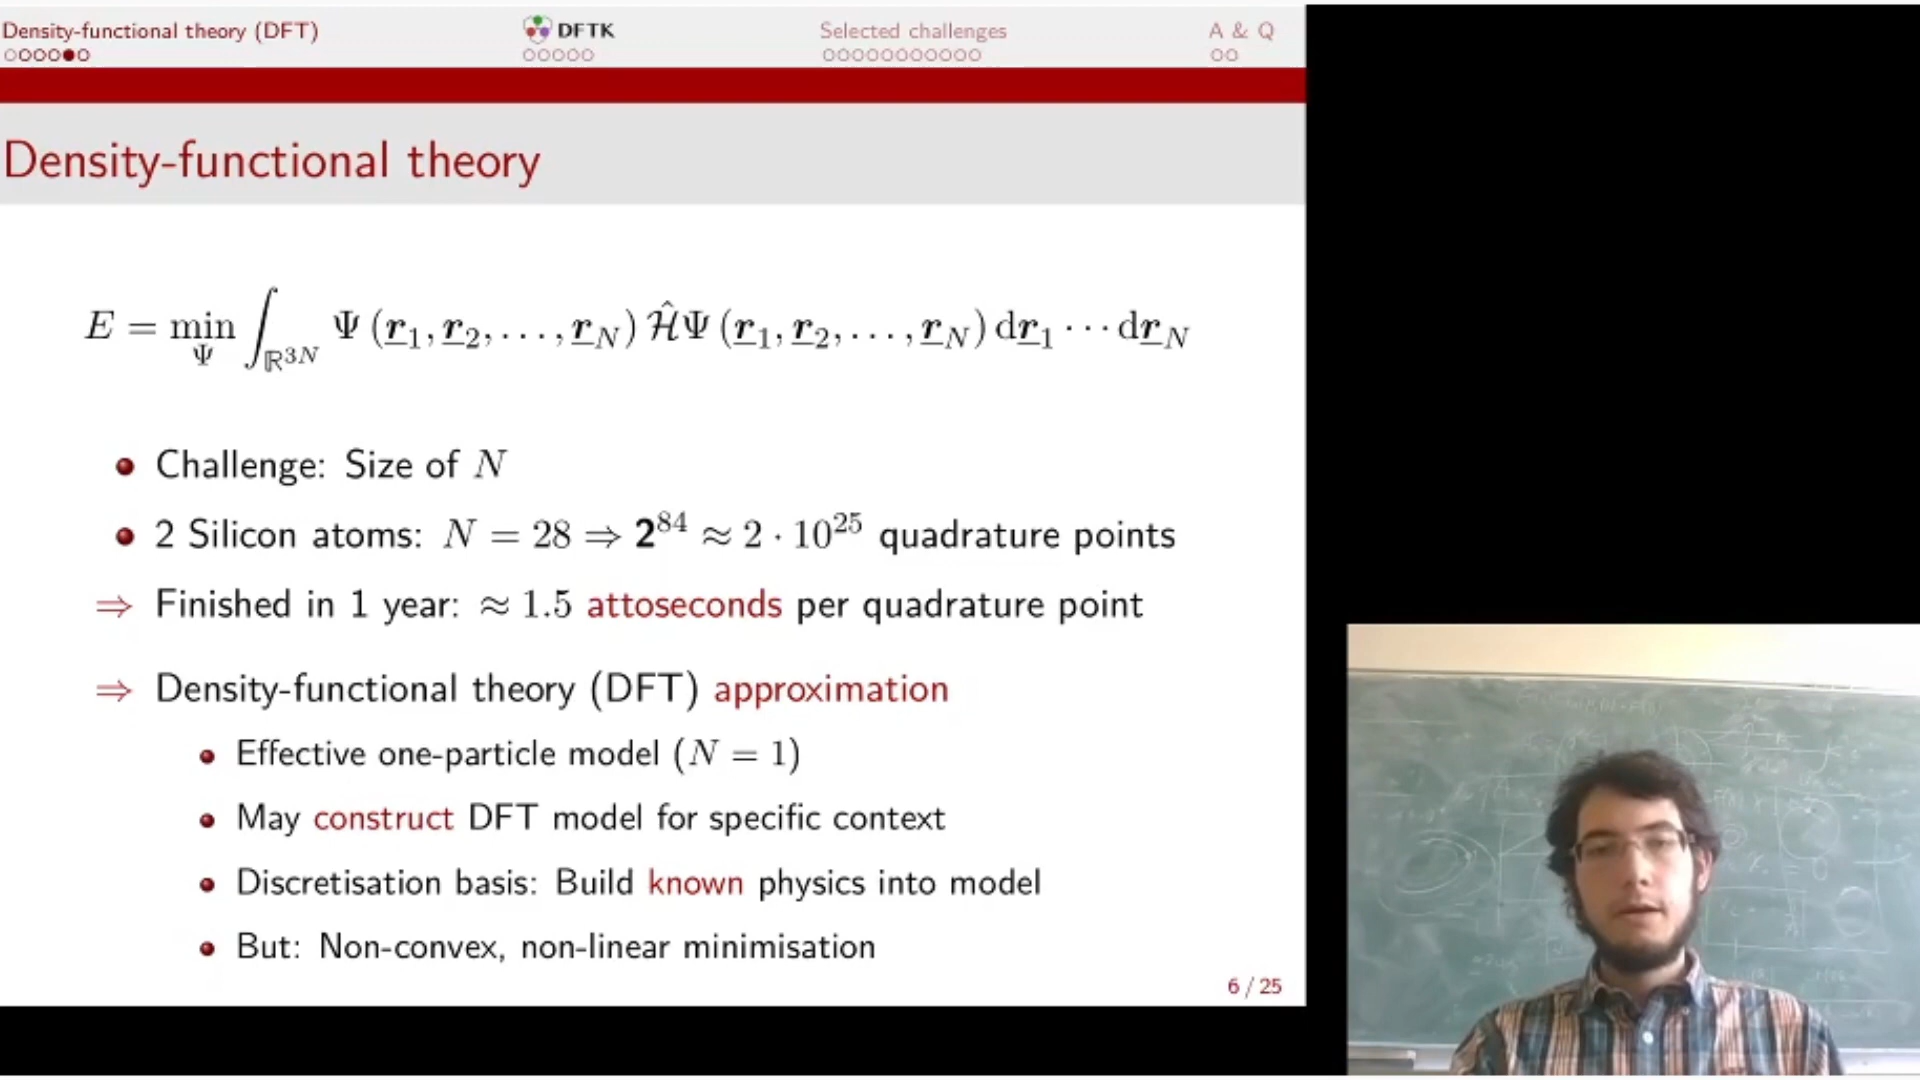 Density-functional theory (DFT) DFTK Selected challenges A & Q
Density-functional theory
E = min_Ψ ∫_{ℝ^{3N}} Ψ (r_1, r_2, . . . , r_N) Ĥ Ψ (r_1, r_2, . . . , r_N) dr_1 ··· dr_N
Challenge: Size of N
2 Silicon atoms: N = 28 ⇒ 2^84 ≈ 2 · 10^25 quadrature points
⇒ Finished in 1 year: ≈ 1.5 attoseconds per quadrature point
⇒ Density-functional theory (DFT) approximation
Effective one-particle model (N = 1)
May construct DFT model for specific context
Discretisation basis: Build known physics into model
But: Non-convex, non-linear minimisation
6 / 25